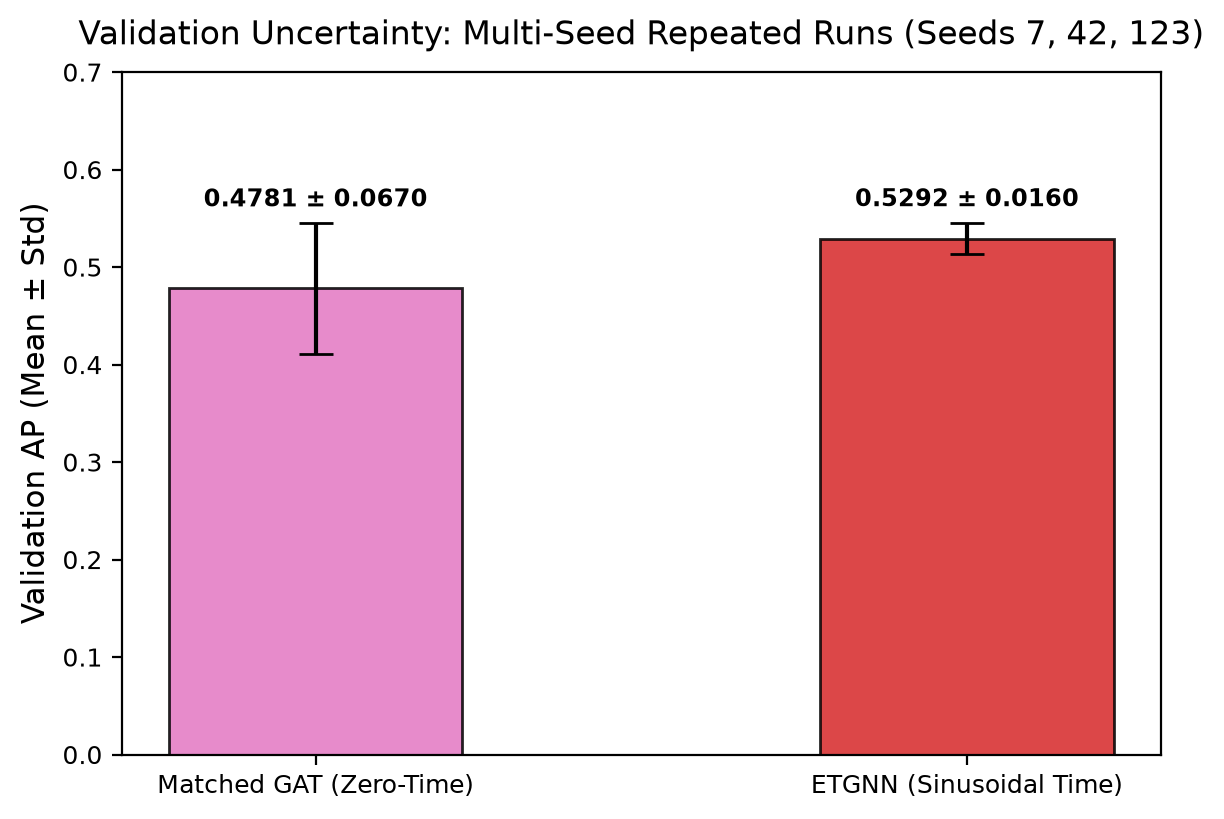 Validation Uncertainty: Multi-Seed Repeated Runs (Seeds 7, 42, 123)
Validation AP (Mean ± Std)
0.7
0.6
0.5
0.4
0.3
0.2
0.1
0.0
0.4781 ± 0.0670
0.5292 ± 0.0160
Matched GAT (Zero-Time)
ETGNN (Sinusoidal Time)